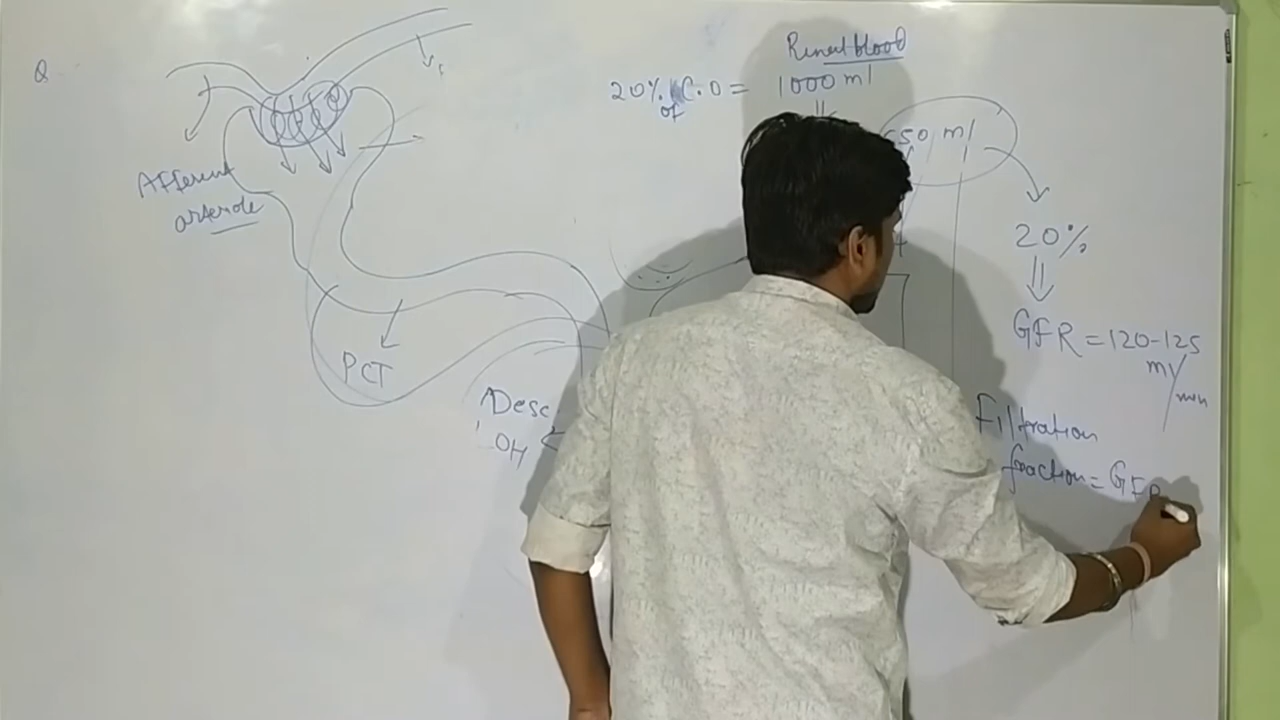 Q
Renal blood
20% of C.O = 1000 ml
650 ml
Afferent
arteriole
20%
GFR = 120-125
ml/min
PCT
Desc
LOH
Filtration
fraction = GFR